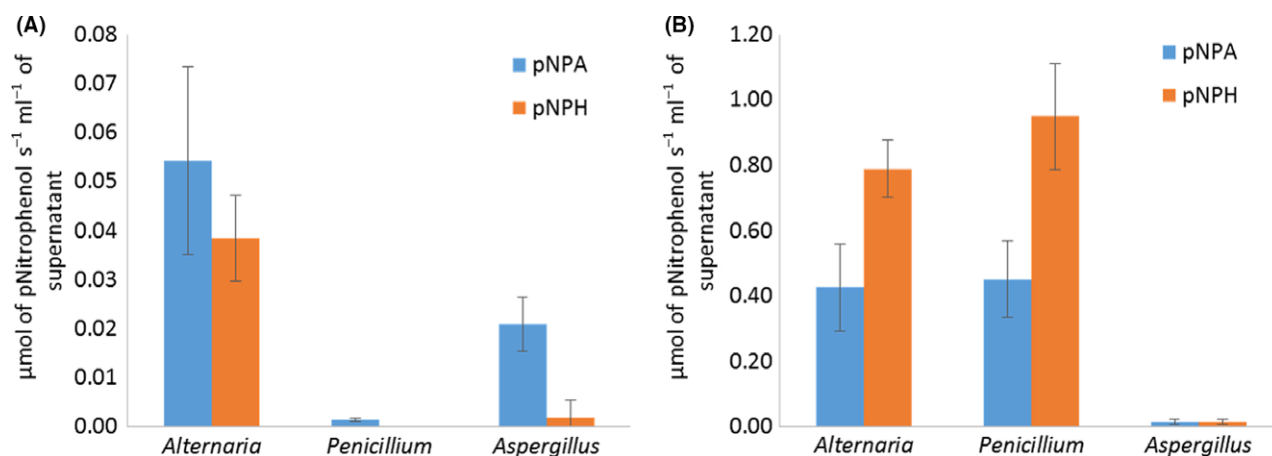 (A)
μmol of pNitrophenol s⁻¹ ml⁻¹ of
supernatant
0.08
0.07
0.06
0.05
0.04
0.03
0.02
0.01
0.00
pNPA
pNPH
Alternaria Penicillium Aspergillus
(B)
μmol of pNitrophenol s⁻¹ ml⁻¹ of
supernatant
1.20
1.00
0.80
0.60
0.40
0.20
0.00
pNPA
pNPH
Alternaria Penicillium Aspergillus